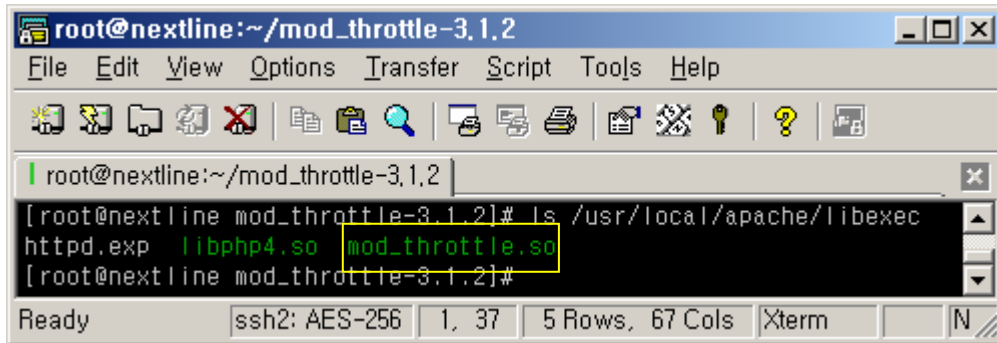 root@nextline:~/mod_throttle-3.1.2
File Edit View Options Transfer Script Tools Help
root@nextline:~/mod_throttle-3.1.2
[root@nextline mod_throttle-3.1.2]# ls /usr/local/apache/libexec
httpd.exp libphp4.so mod_throttle.so
[root@nextline mod_throttle-3.1.2]#
Ready ssh2: AES-256 1, 37 5 Rows, 67 Cols Xterm N